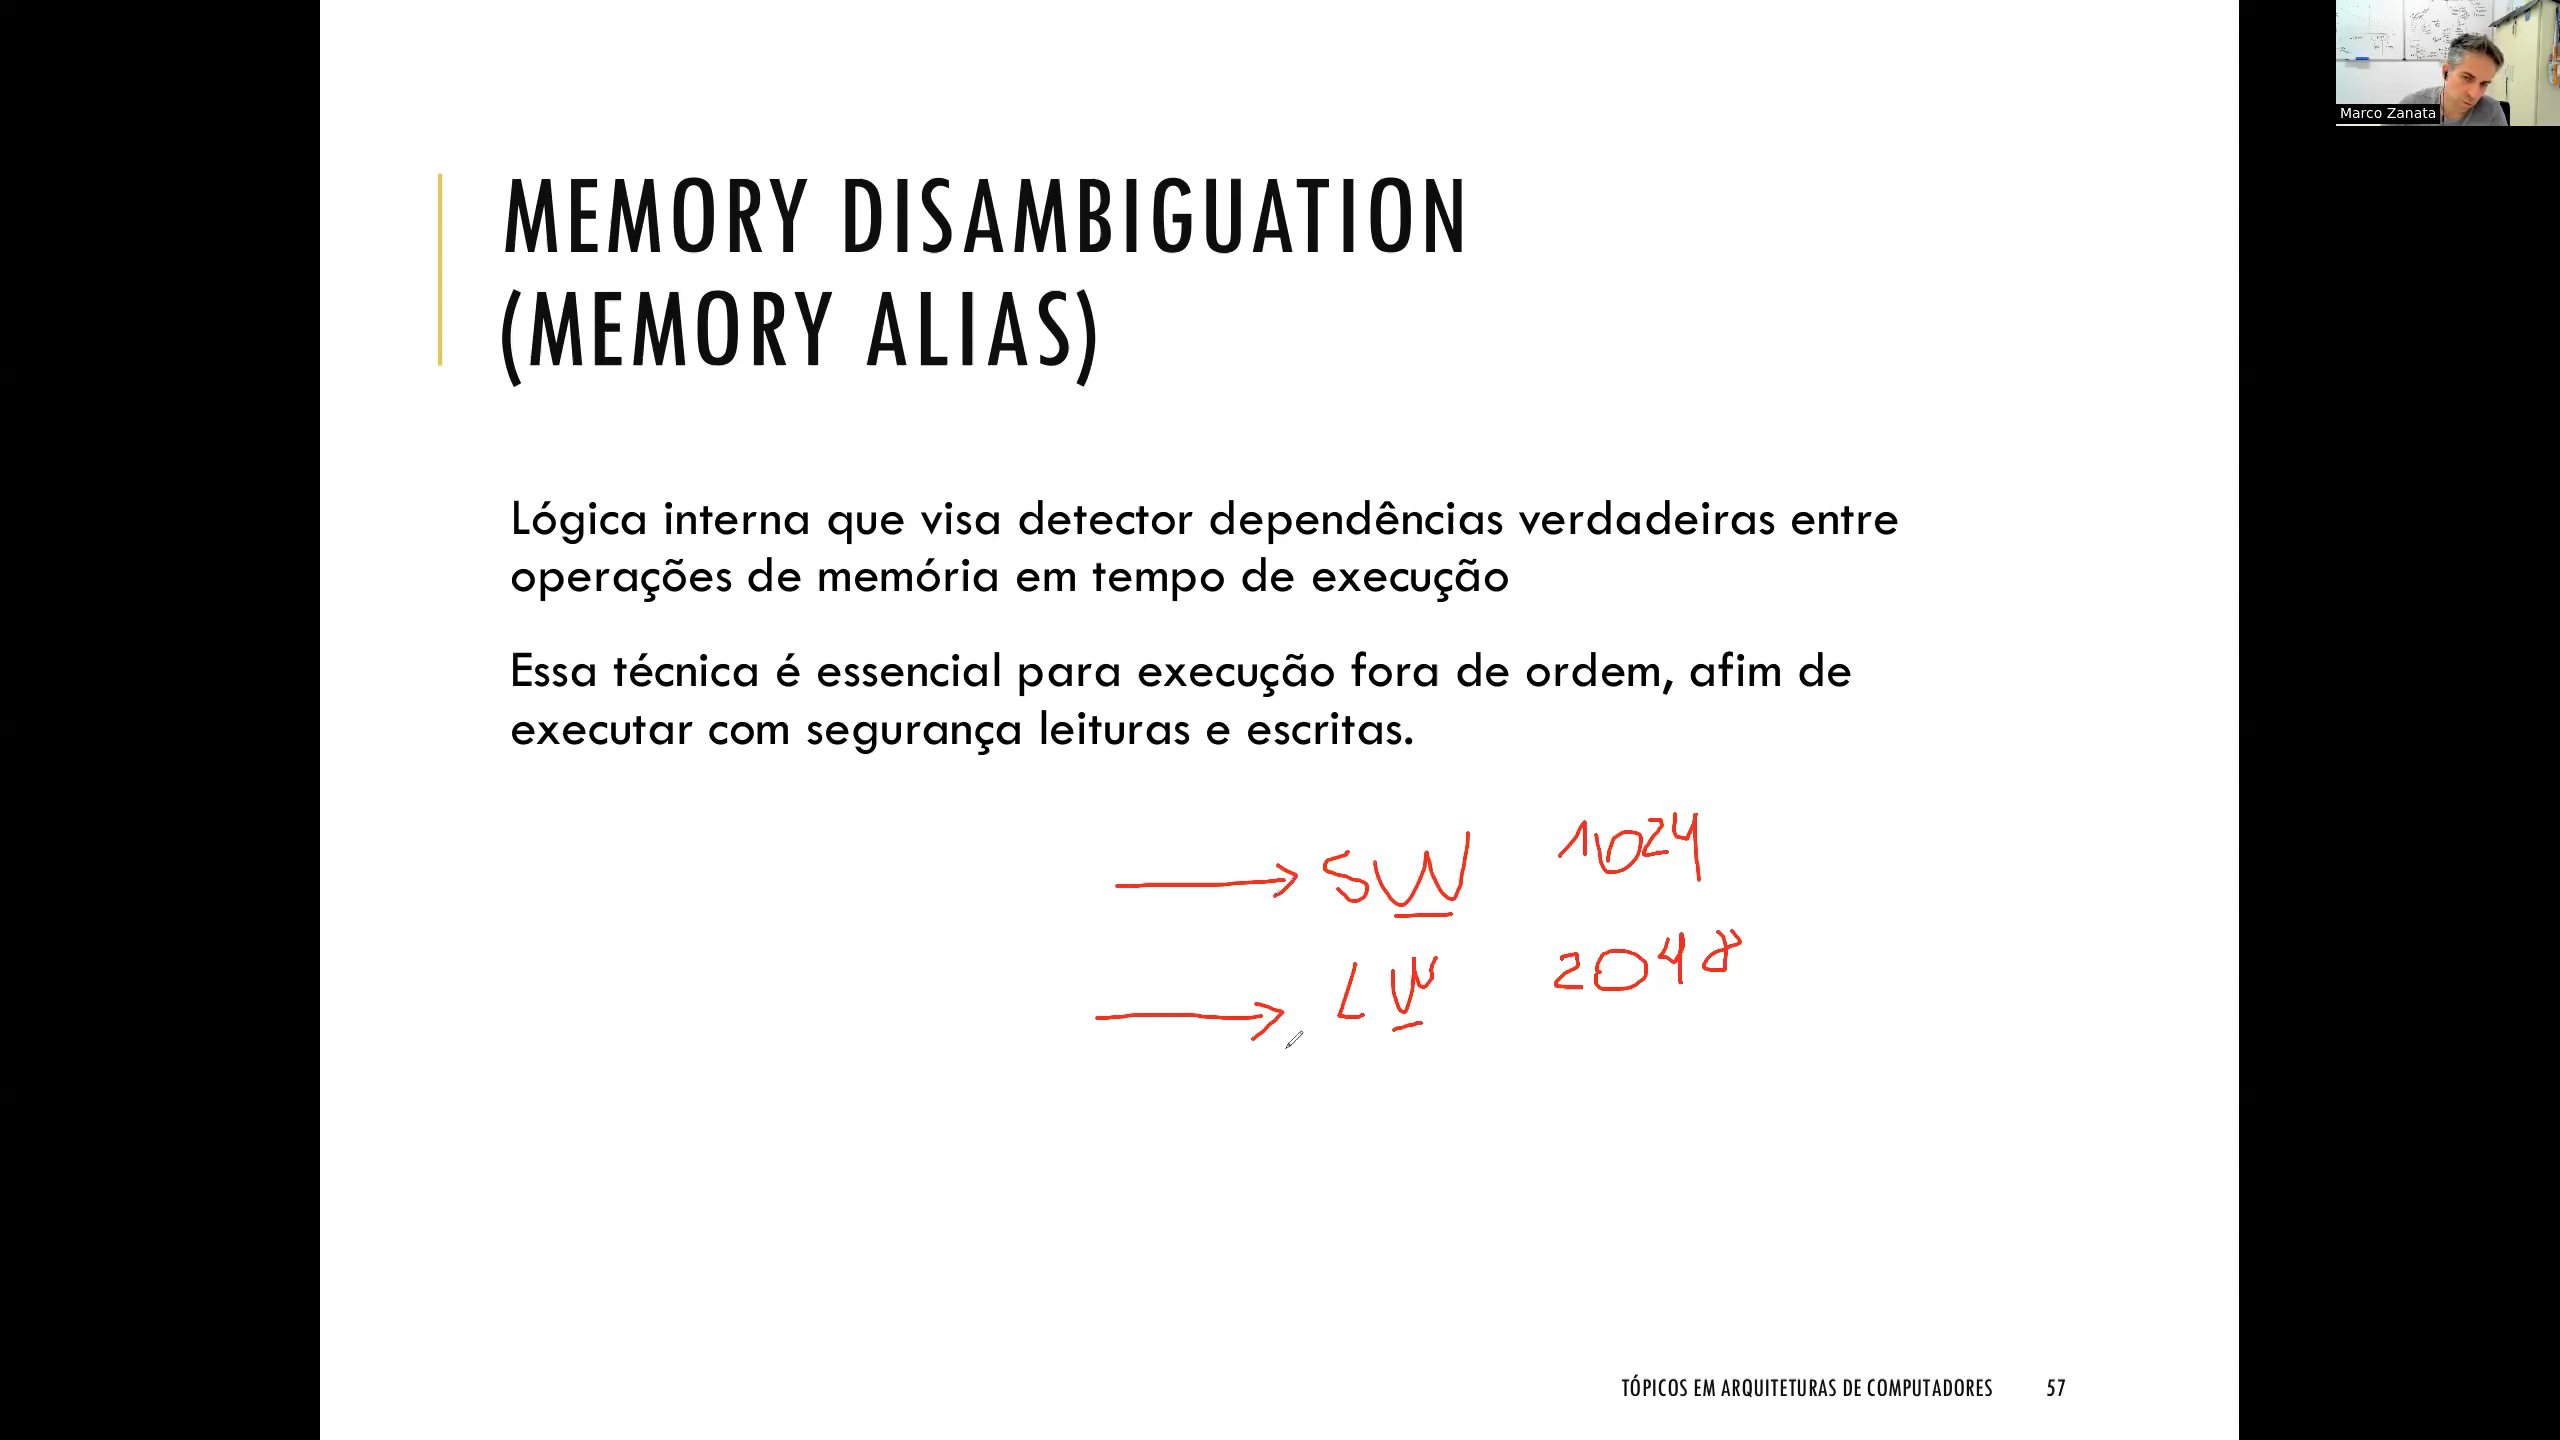 Marco Zanata
MEMORY DISAMBIGUATION
(MEMORY ALIAS)
Lógica interna que visa detector dependências verdadeiras entre
operações de memória em tempo de execução
Essa técnica é essencial para execução fora de ordem, afim de
executar com segurança leituras e escritas.
SW 1024
LW 2048
TÓPICOS EM ARQUITETURAS DE COMPUTADORES 57